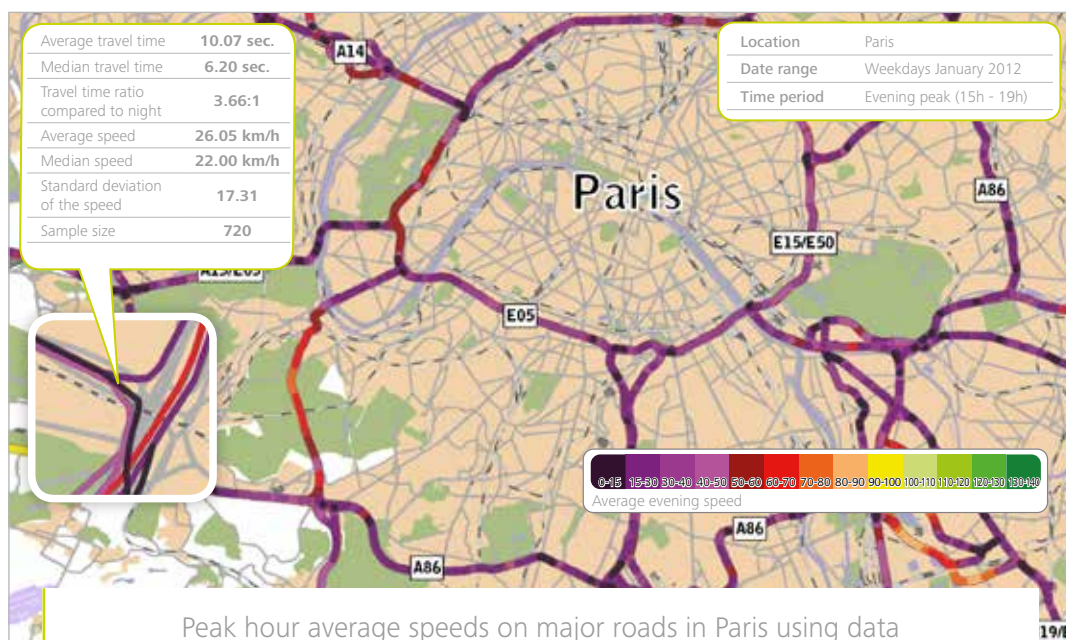 Average travel time 10.07 sec.
Median travel time 6.20 sec.
Travel time ratio
compared to night 3.66:1
Average speed 26.05 km/h
Median speed 22.00 km/h
Standard deviation
of the speed 17.31
Sample size 720
Location Paris
Date range Weekdays January 2012
Time period Evening peak (15h - 19h)
A14
A86
Paris
E15/E50
E05
0-15 15-30 30-40 40-50 50-60 60-70 70-80 80-90 90-100 100-110 110-120 120-130 130-140
Average evening speed
A86
A86
Peak hour average speeds on major roads in Paris using data